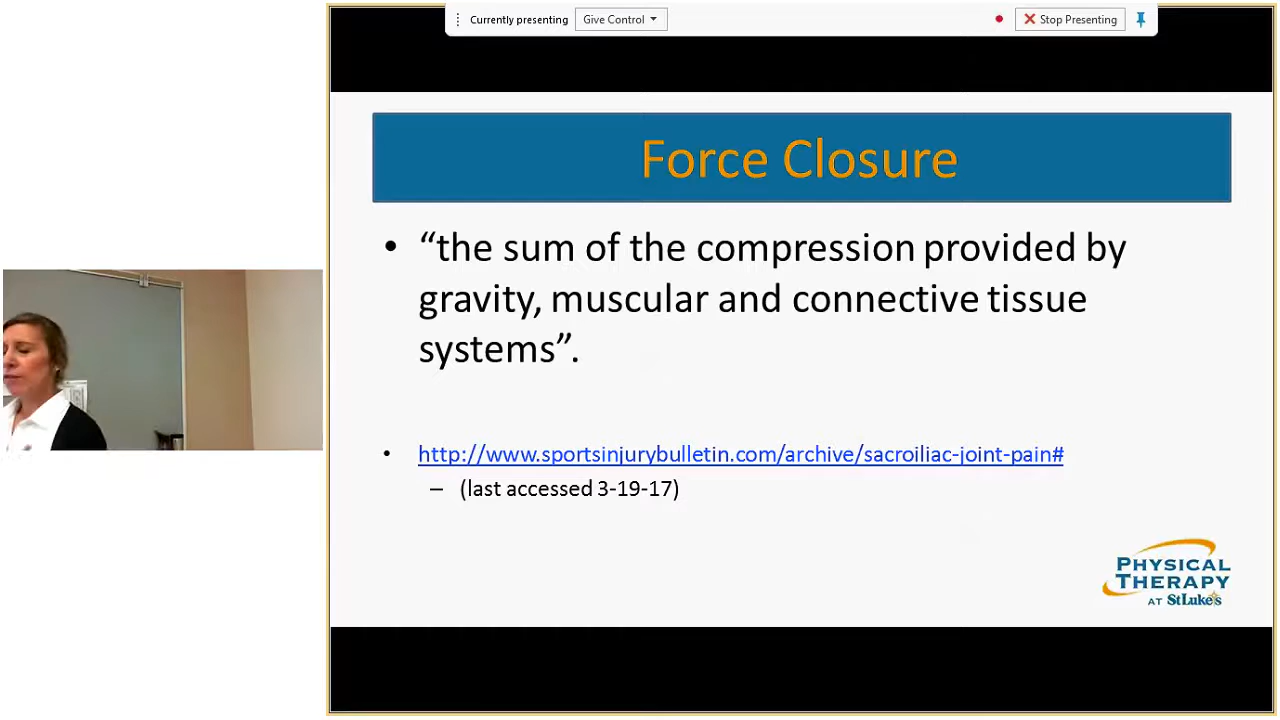 Currently presenting Give Control Stop Presenting
Force Closure
• “the sum of the compression provided by
gravity, muscular and connective tissue
systems”.
• http://www.sportsinjurybulletin.com/archive/sacroiliac-joint-pain#
– (last accessed 3-19-17)
PHYSICAL
THERAPY
AT StLuke's